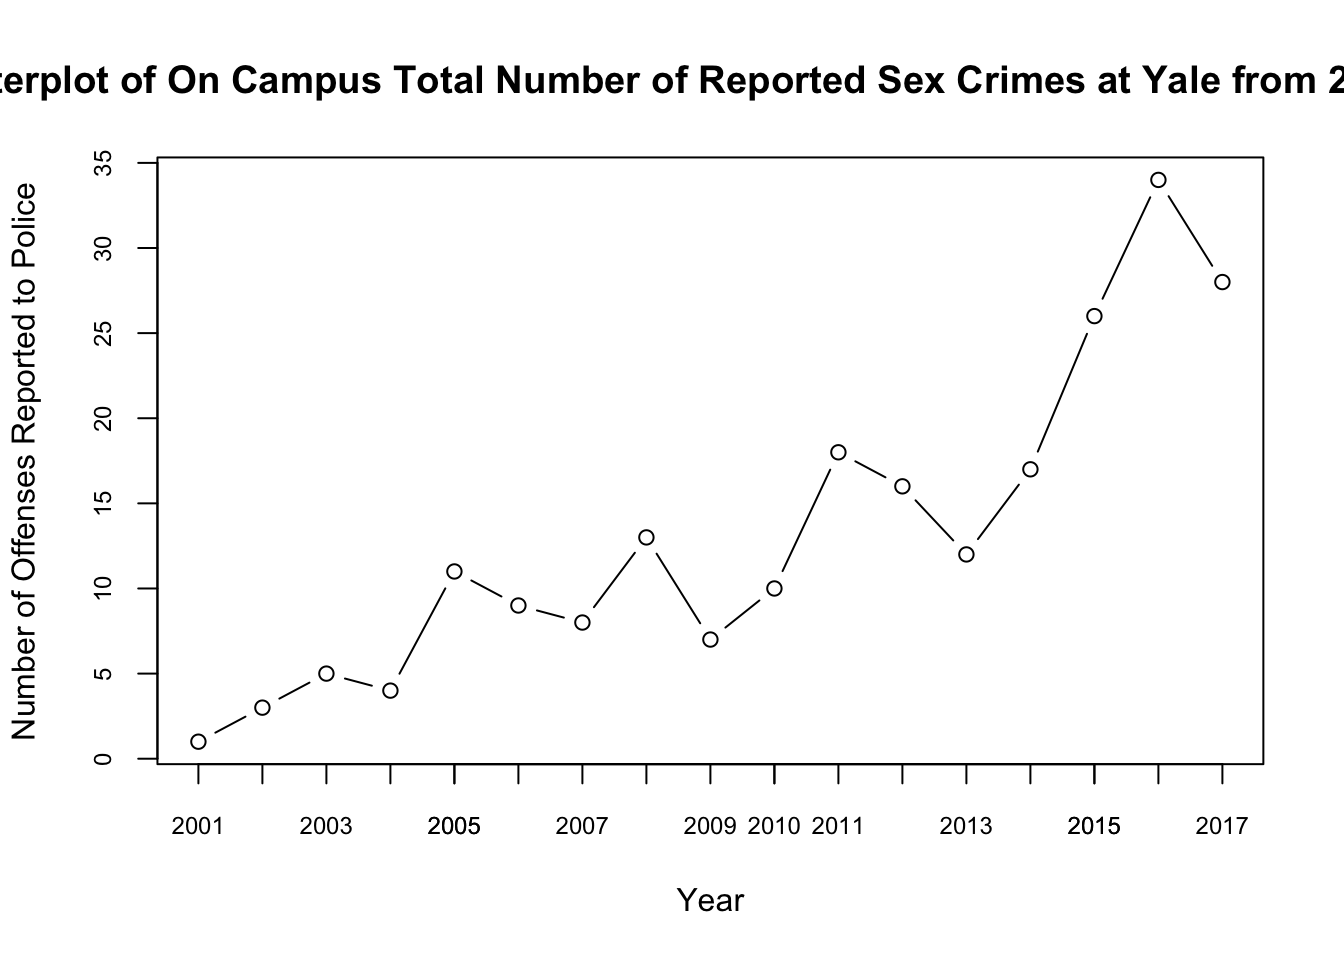 terplot of On Campus Total Number of Reported Sex Crimes at Yale from 2
Number of Offenses Reported to Police
35
30
25
20
15
10
5
0
2001 2003 2005 2007 2009 2010 2011 2013 2015 2017
Year